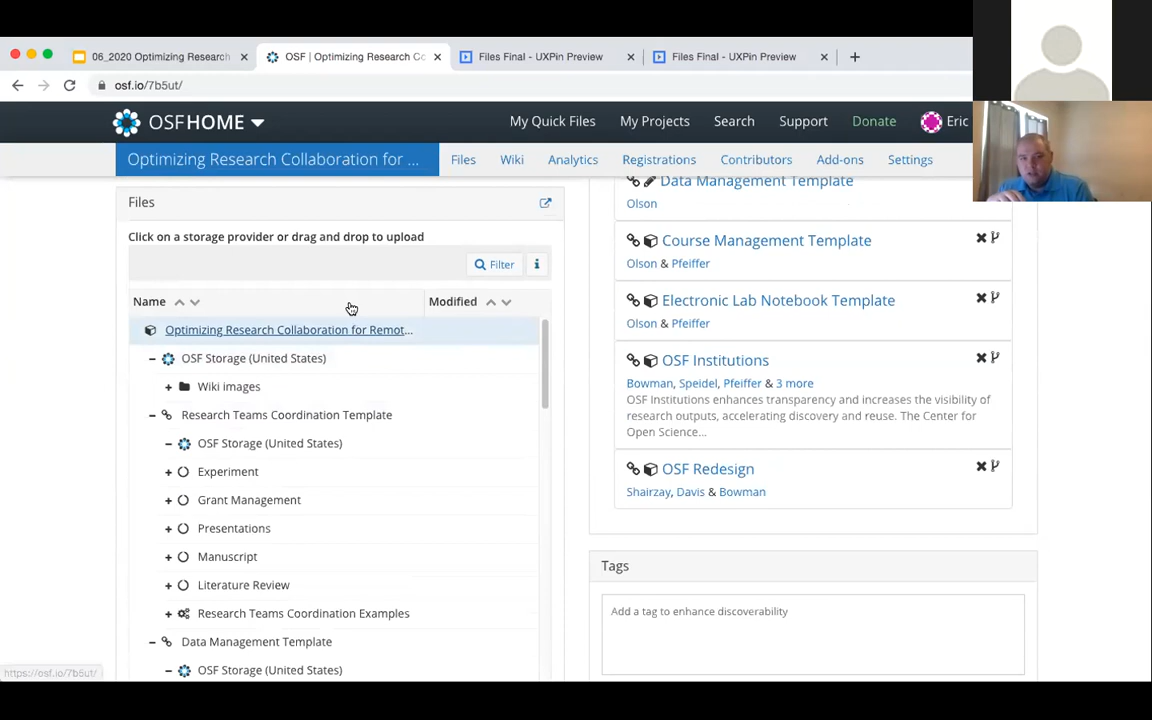 06_2020 Optimizing Research
OSF | Optimizing Research Co
Files Final - UXPin Preview
Files Final - UXPin Preview
osf.io/7b5ut/
OSFHOME
My Quick Files
My Projects
Search
Support
Donate
Eric
Optimizing Research Collaboration for ...
Files
Wiki
Analytics
Registrations
Contributors
Add-ons
Settings
Files
Click on a storage provider or drag and drop to upload
Filter
Name
Modified
Optimizing Research Collaboration for Remot...
OSF Storage (United States)
Wiki images
Research Teams Coordination Template
OSF Storage (United States)
Experiment
Grant Management
Presentations
Manuscript
Literature Review
Research Teams Coordination Examples
Data Management Template
OSF Storage (United States)
Data Management Template
Olson
Course Management Template
Olson & Pfeiffer
Electronic Lab Notebook Template
Olson & Pfeiffer
OSF Institutions
Bowman, Speidel, Pfeiffer & 3 more
OSF Institutions enhances transparency and increases the visibility of
research outputs, accelerating discovery and reuse. The Center for
Open Science...
OSF Redesign
Shairzay, Davis & Bowman
Tags
Add a tag to enhance discoverability
https://osf.io/7b5ut/